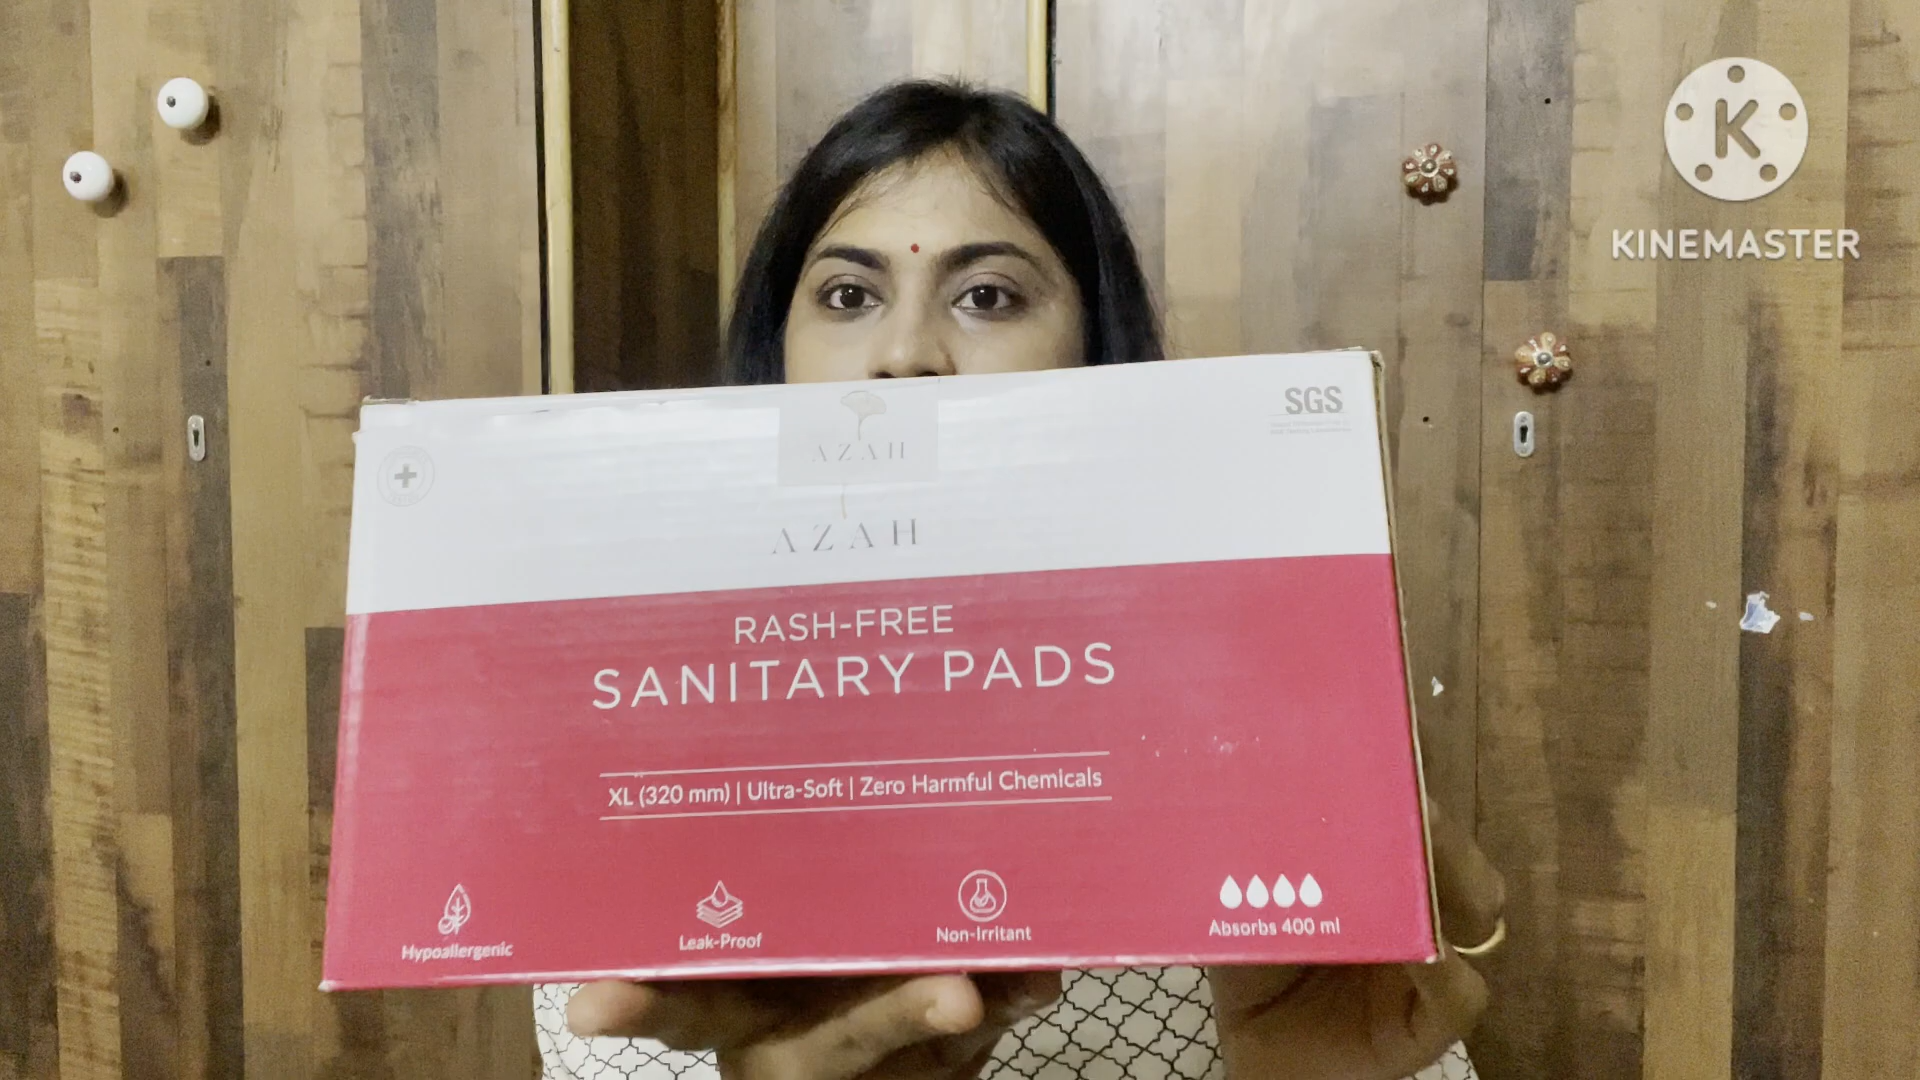 K
KINEMASTER
SGS
AZAH
AZAH
RASH-FREE
SANITARY PADS
XL (320 mm) | Ultra-Soft | Zero Harmful Chemicals
Hypoallergenic
Leak-Proof
Non-Irritant
Absorbs 400 ml